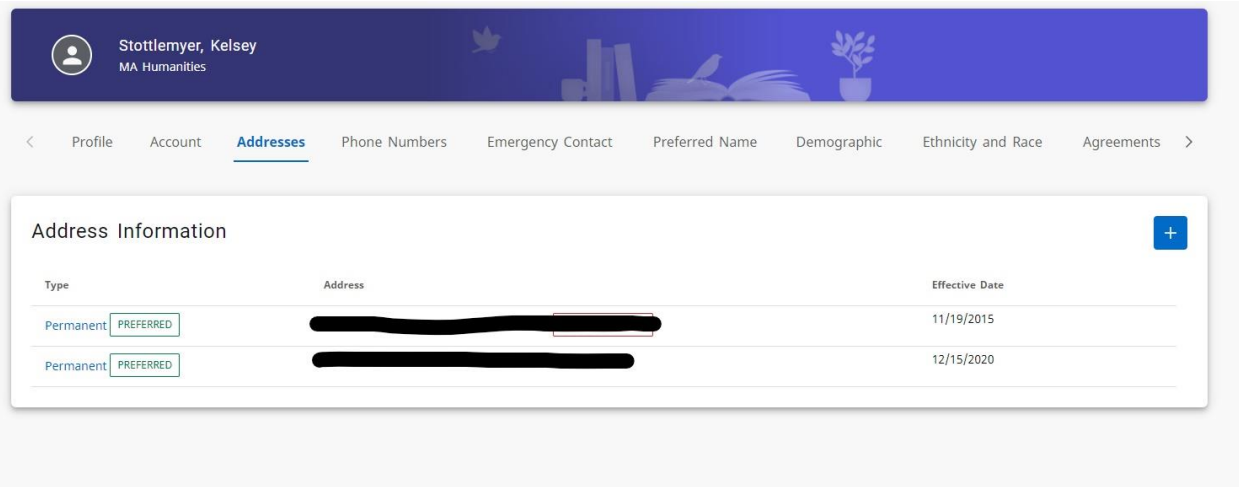 Stottlemyer, Kelsey
MA Humanities
Profile Account Addresses Phone Numbers Emergency Contact Preferred Name Demographic Ethnicity and Race Agreements
Address Information
+
Type Address Effective Date
Permanent PREFERRED 11/19/2015
Permanent PREFERRED 12/15/2020